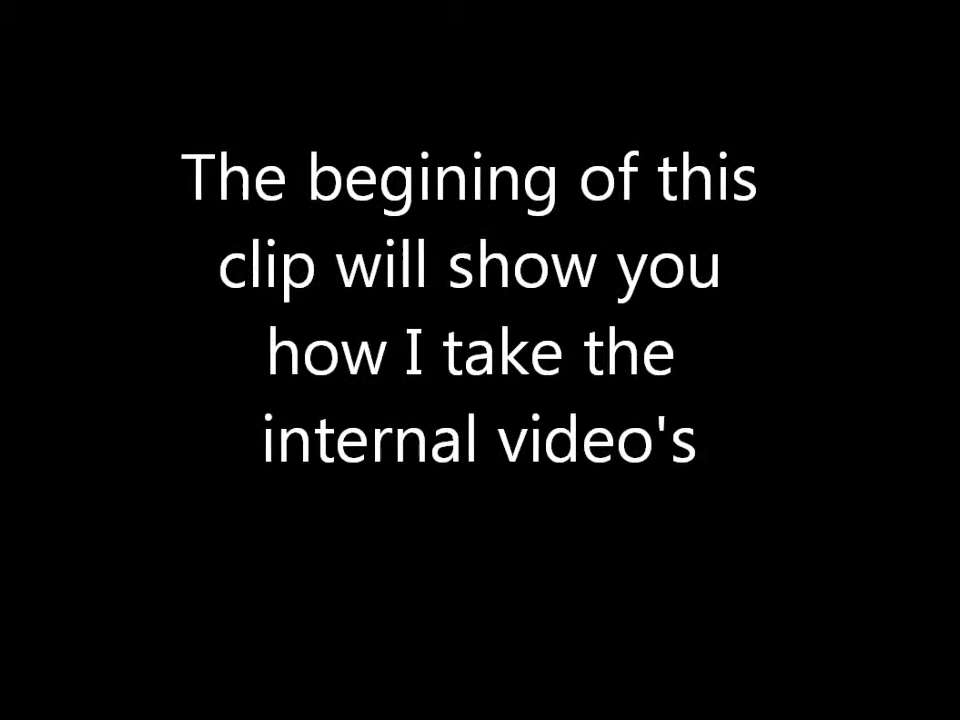 The begining of this
clip will show you
how I take the
internal video's